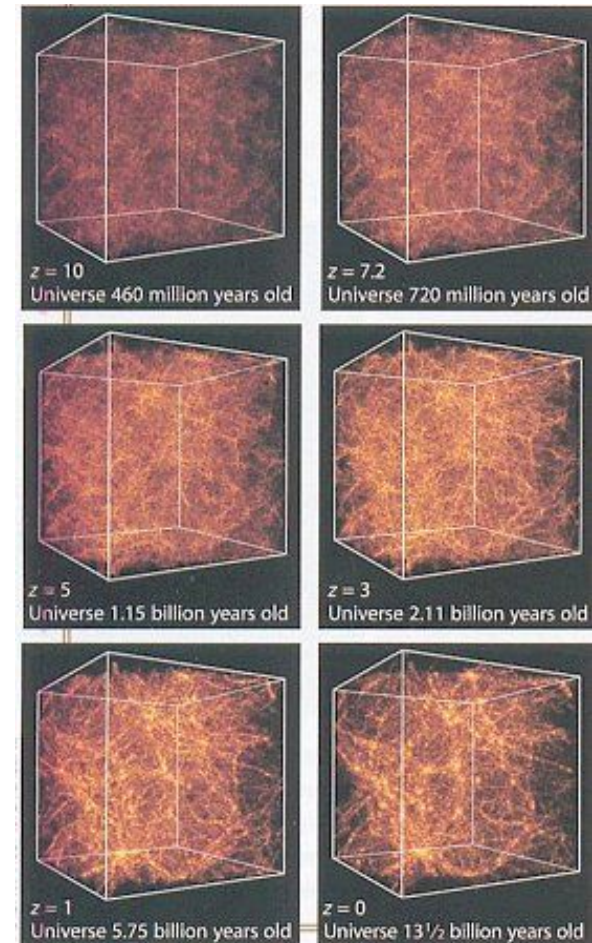 z = 10
Universe 460 million years old
z = 7.2
Universe 720 million years old
z = 5
Universe 1.15 billion years old
z = 3
Universe 2.11 billion years old
z = 1
Universe 5.75 billion years old
z = 0
Universe 13 1/2 billion years old